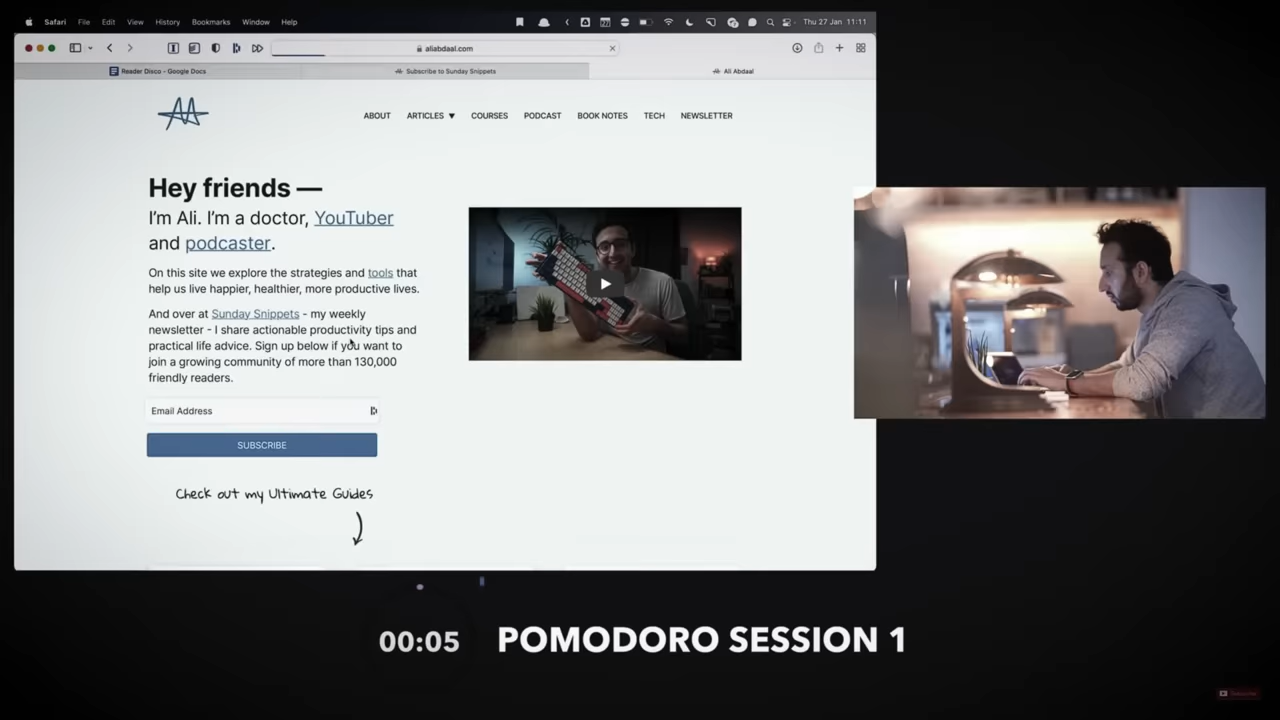 Safari File Edit View History Bookmarks Window Help
27
Thu 27 Jan 11:11
aliabdaal.com
Reader Disco - Google Docs
Subscribe to Sunday Snippets
Ali Abdaal
ABOUT ARTICLES ▼ COURSES PODCAST BOOK NOTES TECH NEWSLETTER
Hey friends —
I'm Ali. I'm a doctor, YouTuber
and podcaster.
On this site we explore the strategies and tools that
help us live happier, healthier, more productive lives.
And over at Sunday Snippets - my weekly
newsletter - I share actionable productivity tips and
practical life advice. Sign up below if you want to
join a growing community of more than 130,000
friendly readers.
Email Address
SUBSCRIBE
Check out my Ultimate Guides
00:05 POMODORO SESSION 1
Subscribe